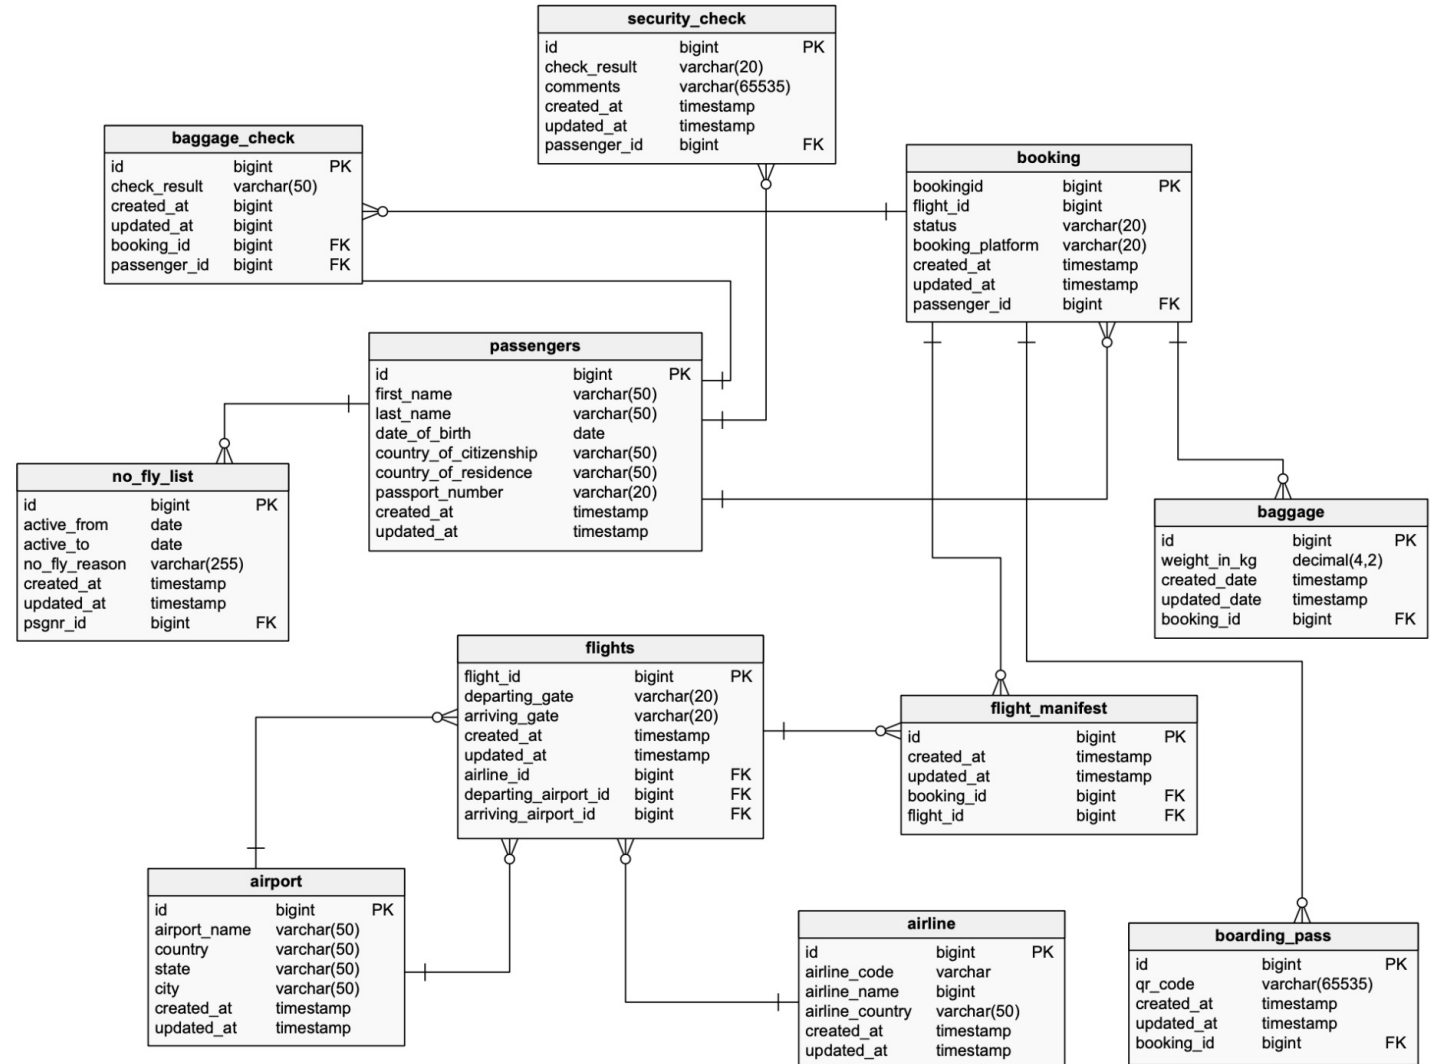 security_check
id bigint PK
check_result varchar(20)
comments varchar(65535)
created_at timestamp
updated_at timestamp
passenger_id bigint FK
baggage_check
id bigint PK
check_result varchar(50)
created_at bigint
updated_at bigint
booking_id bigint FK
passenger_id bigint FK
booking
bookingid bigint PK
flight_id bigint
status varchar(20)
booking_platform varchar(20)
created_at timestamp
updated_at timestamp
passenger_id bigint FK
passengers
id bigint PK
first_name varchar(50)
last_name varchar(50)
date_of_birth date
country_of_citizenship varchar(50)
country_of_residence varchar(50)
passport_number varchar(20)
created_at timestamp
updated_at timestamp
no_fly_list
id bigint PK
active_from date
active_to date
no_fly_reason varchar(255)
created_at timestamp
updated_at timestamp
psgnr_id bigint FK
baggage
id bigint PK
weight_in_kg decimal(4,2)
created_date timestamp
updated_date timestamp
booking_id bigint FK
flights
flight_id bigint PK
departing_gate varchar(20)
arriving_gate varchar(20)
created_at timestamp
updated_at timestamp
airline_id bigint FK
departing_airport_id bigint FK
arriving_airport_id bigint FK
flight_manifest
id bigint PK
created_at timestamp
updated_at timestamp
booking_id bigint FK
flight_id bigint FK
airport
id bigint PK
airport_name varchar(50)
country varchar(50)
state varchar(50)
city varchar(50)
created_at timestamp
updated_at timestamp
airline
id bigint PK
airline_code varchar
airline_name bigint
airline_country varchar(50)
created_at timestamp
updated_at timestamp
boarding_pass
id bigint PK
qr_code varchar(65535)
created_at timestamp
updated_at timestamp
booking_id bigint FK